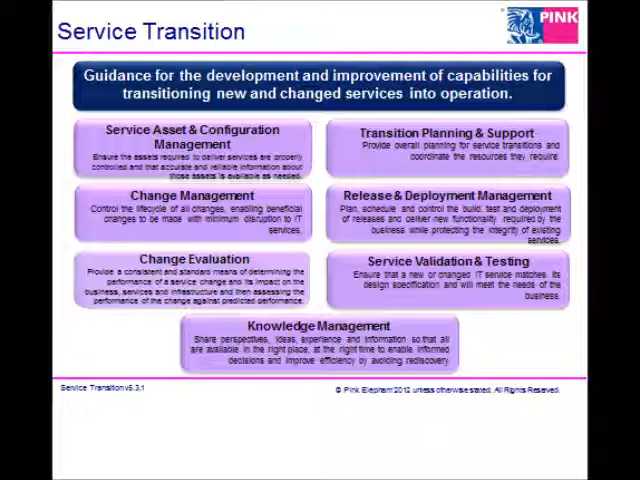 Service Transition
PINK
Guidance for the development and improvement of capabilities for
transitioning new and changed services into operation.
Service Asset & Configuration
Management
Ensure the assets required to deliver services are properly
controlled and that accurate and reliable information about
those assets is available as needed.
Transition Planning & Support
Provide overall planning for service transitions and
coordinate the resources they require.
Change Management
Control the lifecycle of all changes, enabling beneficial
changes to be made with minimum disruption to IT
services.
Release & Deployment Management
Plan, schedule and control the build, test and deployment
of releases and deliver new functionality required by the
business while protecting the integrity of existing
services.
Change Evaluation
Provide a consistent and standard means of determining the
performance of a service change and its impact on the
business, services and infrastructure and then assessing the
performance of the change against predicted performance.
Service Validation & Testing
Ensure that a new or changed IT service matches its
design specification and will meet the needs of the
business.
Knowledge Management
Share perspectives, ideas, experience and information so that all
are available in the right place, at the right time to enable informed
decisions and improve efficiency by avoiding rediscovery.
Service Transition v6.3.1
© Pink Elephant 2012 unless otherwise stated. All Rights Reserved.